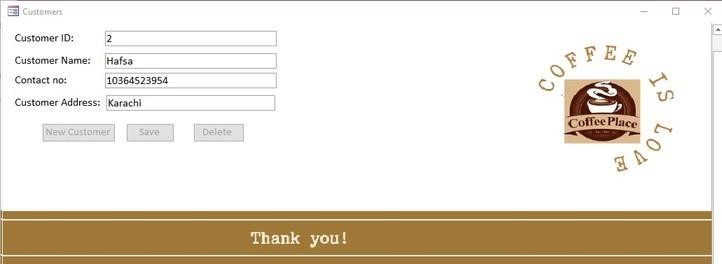 Customers
Customer ID: 2
Customer Name: Hafsa
Contact no: 10364523954
Customer Address: Karachi
New Customer Save Delete
COFFEE IS LOVE
Coffee Place
Thank you!